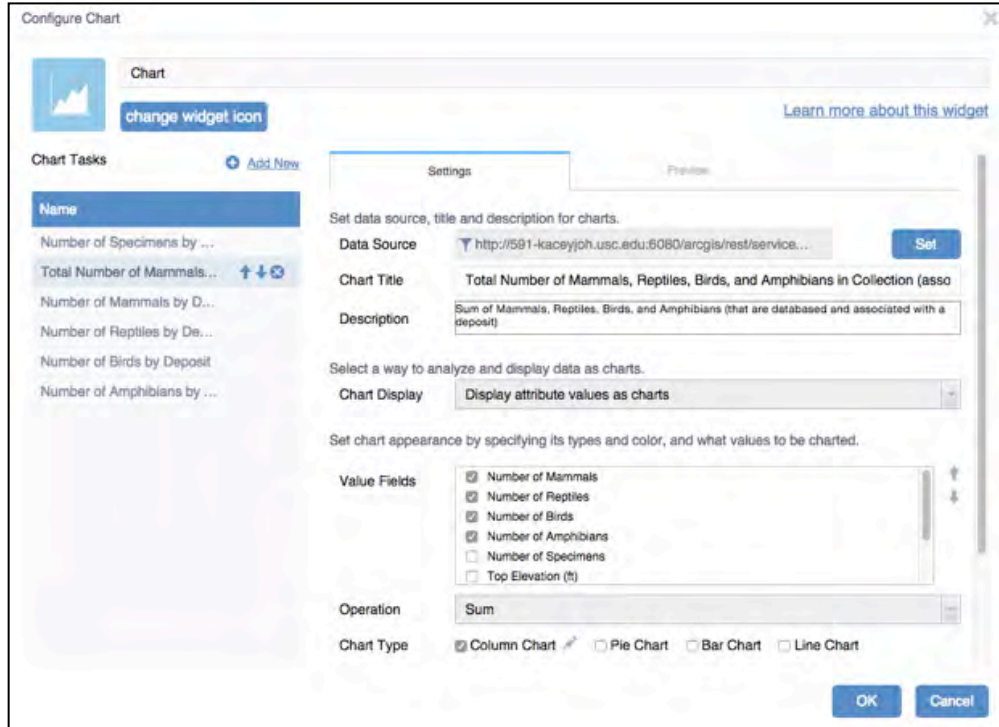 Configure Chart
Chart
change widget icon
Learn more about this widget
Chart Tasks
Add New
Name
Number of Specimens by ...
Total Number of Mammals...
Number of Mammals by D...
Number of Reptiles by De...
Number of Birds by Deposit
Number of Amphibians by ...
Settings
Preview
Set data source, title and description for charts.
Data Source
http://591-kaceyjoh.usc.edu:6080/arcgis/rest/service...
Set
Chart Title
Total Number of Mammals, Reptiles, Birds, and Amphibians in Collection (asso
Description
Sum of Mammals, Reptiles, Birds, and Amphibians (that are databased and associated with a
deposit)
Select a way to analyze and display data as charts.
Chart Display
Display attribute values as charts
Set chart appearance by specifying its types and color, and what values to be charted.
Value Fields
Number of Mammals
Number of Reptiles
Number of Birds
Number of Amphibians
Number of Specimens
Top Elevation (ft)
Operation
Sum
Chart Type
Column Chart
Pie Chart
Bar Chart
Line Chart
OK
Cancel